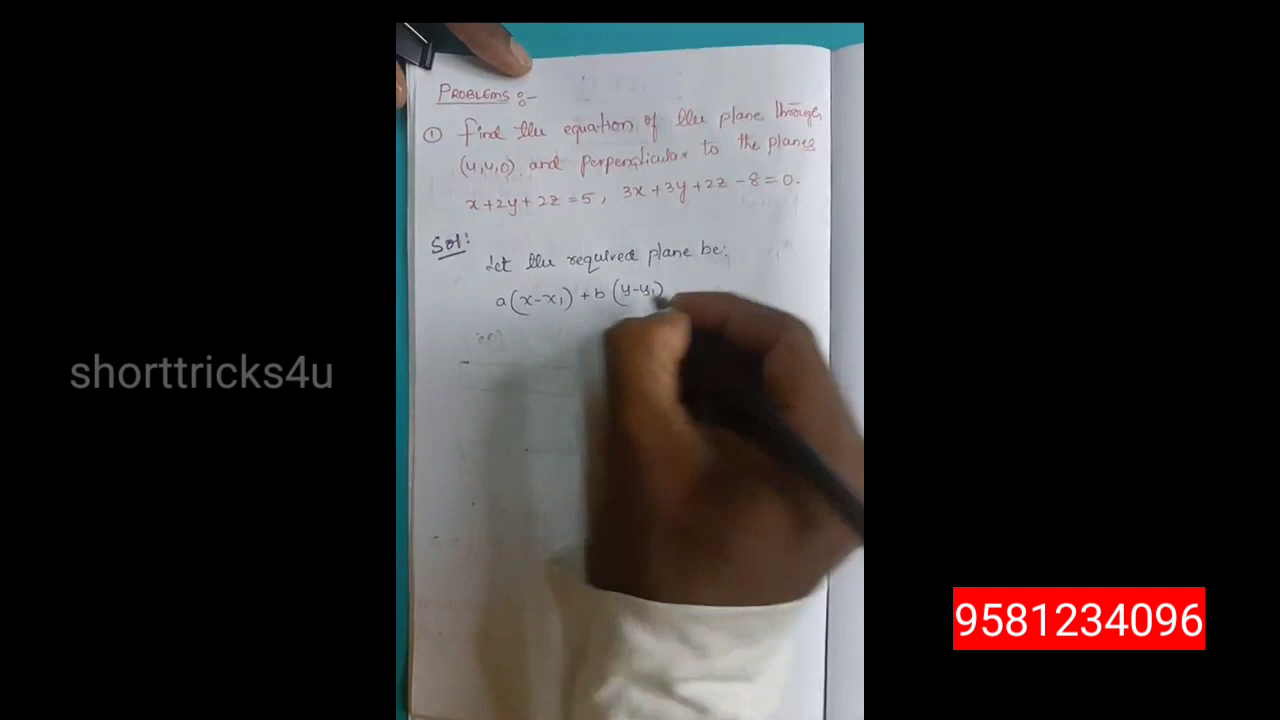 PROBLEMS :-
① Find the equation of the plane through
(4,4,0) and perpendicular to the planes
x+2y+2z=5, 3x+3y+2z-8=0.
Sol:
Let the required plane be:
a(x-x₁)+b(y-y₁)
shorttricks4u
9581234096